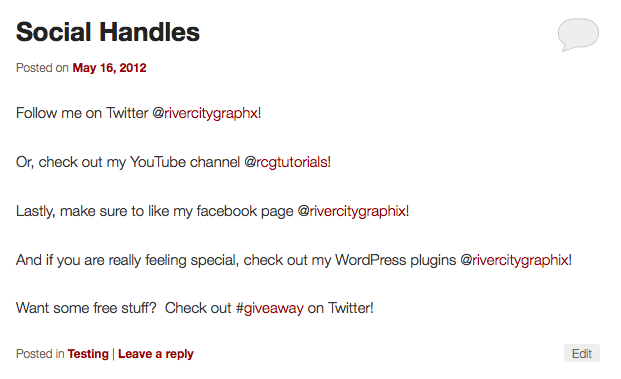 Social Handles
Posted on May 16, 2012
Follow me on Twitter @rivercitygraphx!
Or, check out my YouTube channel @rcgtutorials!
Lastly, make sure to like my facebook page @rivercitygraphix!
And if you are really feeling special, check out my WordPress plugins @rivercitygraphix!
Want some free stuff?  Check out #giveaway on Twitter!
Posted in Testing | Leave a reply
Edit